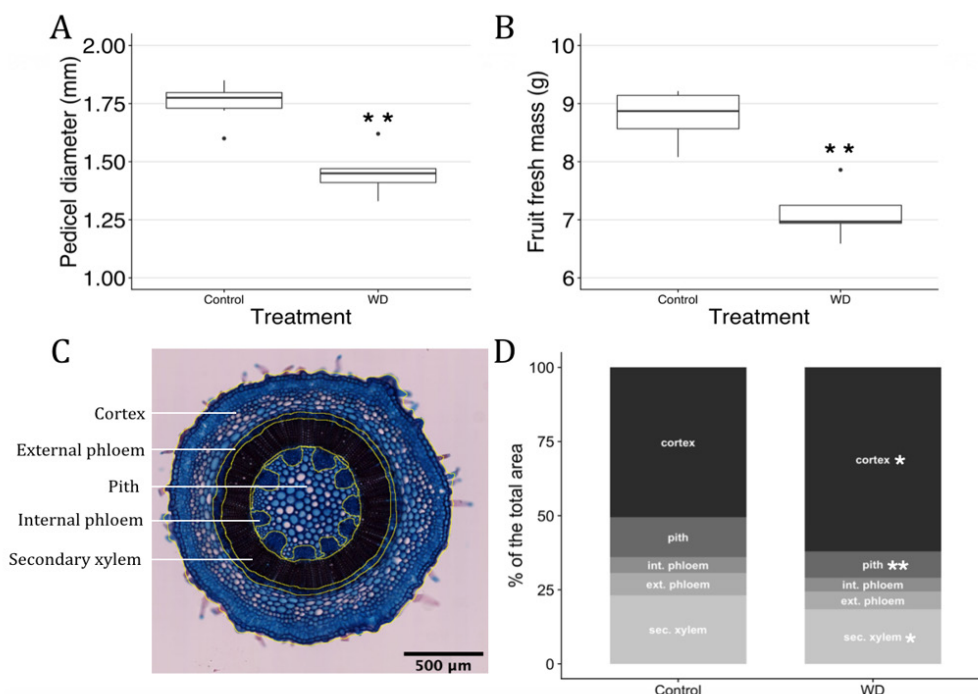 A
Pedicel diameter (mm)
2.00
1.75
1.50
1.25
1.00
**
Control
WD
Treatment
B
Fruit fresh mass (g)
10
9
8
7
6
**
Control
WD
Treatment
C
Cortex
External phloem
Pith
Internal phloem
Secondary xylem
500 µm
D
% of the total area
100
75
50
25
0
cortex
pith
int. phloem
ext. phloem
sec. xylem
cortex *
pith **
int. phloem
ext. phloem
sec. xylem *
Control
WD